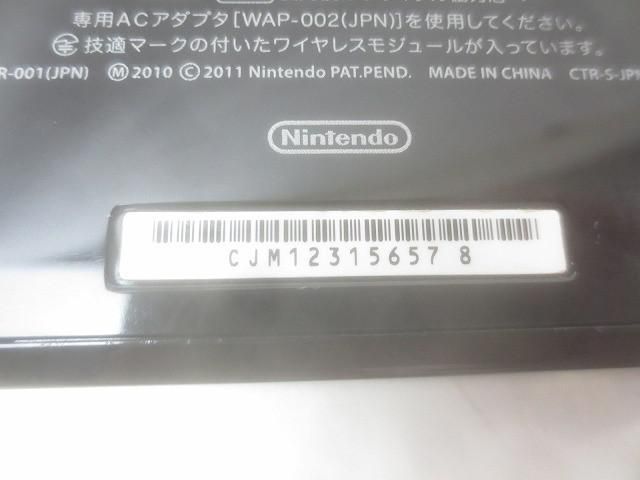 専用ACアダプタ[WAP-002(JPN)]を使用してください。
技適マークの付いたワイヤレスモジュールが入っています。
R-001(JPN) Ⓜ 2010 © 2011 Nintendo PAT.PEND. MADE IN CHINA CTR-S-JPN
Nintendo
CJM12315657 8